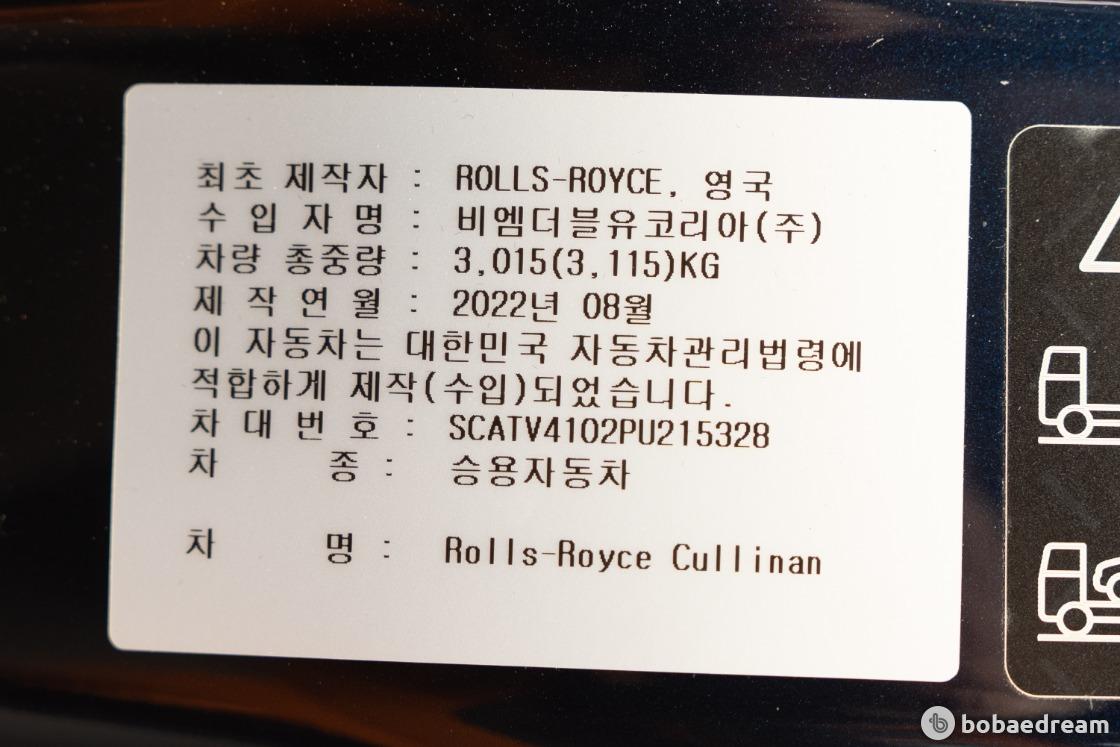 최초 제작자 : ROLLS-ROYCE, 영국
수 입 자 명 : 비엠더블유코리아(주)
차량 총중량 : 3,015(3,115)KG
제 작 연 월 : 2022년 08월
이 자동차는 대한민국 자동차관리법령에
적합하게 제작(수입)되었습니다.
차 대 번 호 : SCATV4102PU215328
차 종 : 승용자동차
차 명 : Rolls-Royce Cullinan
bobaedream